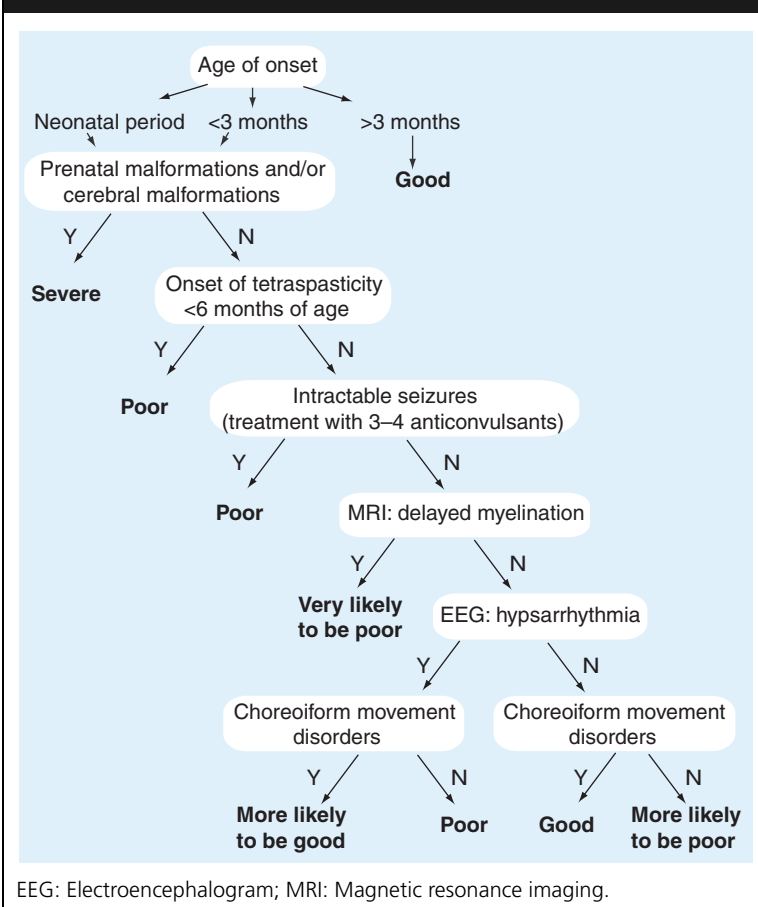 Age of onset
Neonatal period <3 months >3 months
Prenatal malformations and/or
cerebral malformations
Good
Y N
Severe
Onset of tetraspasticity
<6 months of age
Y N
Poor
Intractable seizures
(treatment with 3–4 anticonvulsants)
Y N
Poor
MRI: delayed myelination
Y N
Very likely
to be poor
EEG: hypsarrhythmia
Y N
Choreoiform movement
disorders
Choreoiform movement
disorders
Y N Y N
More likely
to be good
Poor
Good
More likely
to be poor
EEG: Electroencephalogram; MRI: Magnetic resonance imaging.